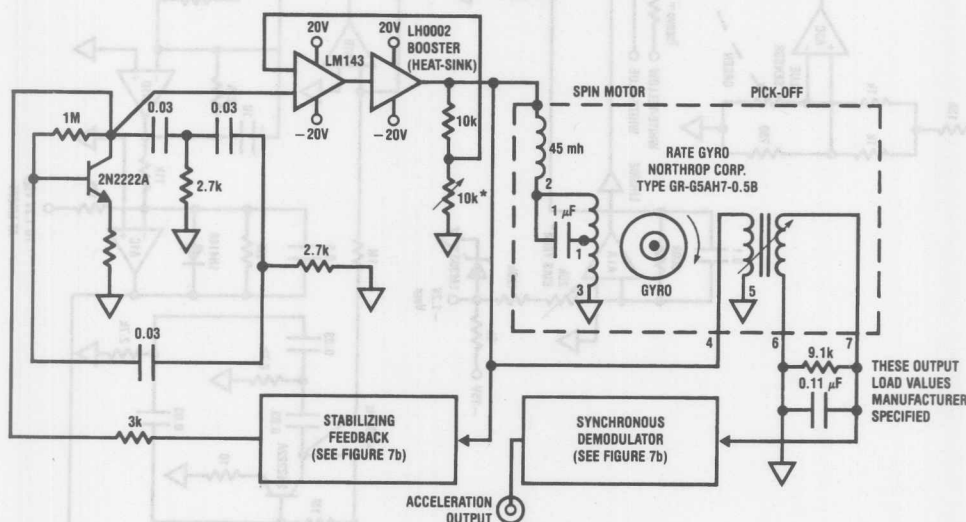 20V
20V
LH0002
BOOSTER
(HEAT-SINK)
LM143
-20V
-20V
1M
0.03
0.03
2N2222A
2.7k
2.7k
0.03
3k
10k
10k*
SPIN MOTOR
PICK-OFF
45 mh
2
1 μF
1
3
RATE GYRO
NORTHROP CORP.
TYPE GR-G5AH7-0.5B
GYRO
5
4
6
7
9.1k
0.11 μF
THESE OUTPUT
LOAD VALUES
MANUFACTURER
SPECIFIED
STABILIZING
FEEDBACK
(SEE FIGURE 7b)
SYNCHRONOUS
DEMODULATOR
(SEE FIGURE 7b)
ACCELERATION
OUTPUT